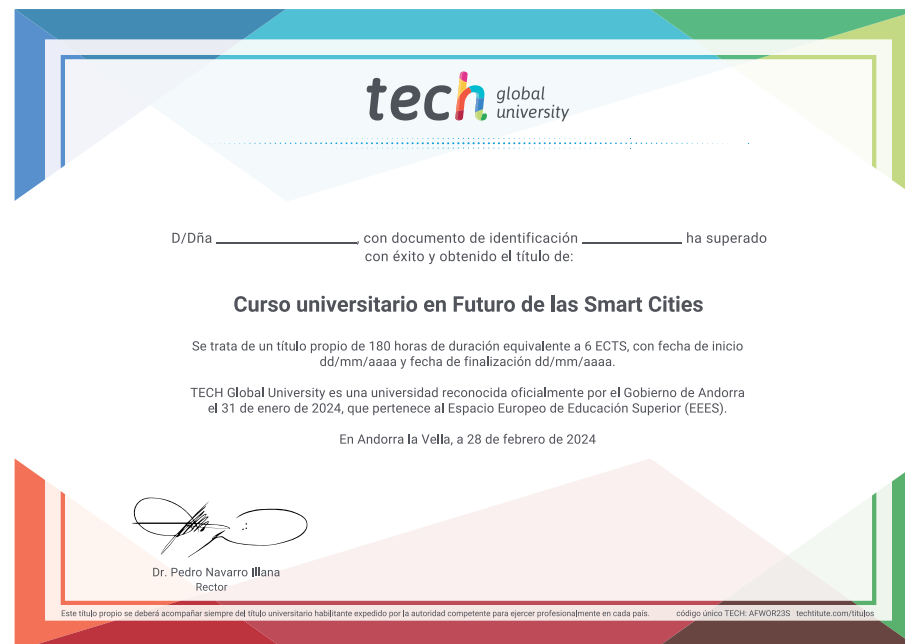 tech global university
D/Dña ____________________, con documento de identificación ______________ ha superado
con éxito y obtenido el título de:
Curso universitario en Futuro de las Smart Cities
Se trata de un título propio de 180 horas de duración equivalente a 6 ECTS, con fecha de inicio
dd/mm/aaaa y fecha de finalización dd/mm/aaaa.
TECH Global University es una universidad reconocida oficialmente por el Gobierno de Andorra
el 31 de enero de 2024, que pertenece al Espacio Europeo de Educación Superior (EEES).
En Andorra la Vella, a 28 de febrero de 2024
Dr. Pedro Navarro Illana
Rector
Este título propio se deberá acompañar siempre del título universitario habilitante expedido por la autoridad competente para ejercer profesionalmente en cada país. código único TECH: AFWOR23S techtitute.com/titulos